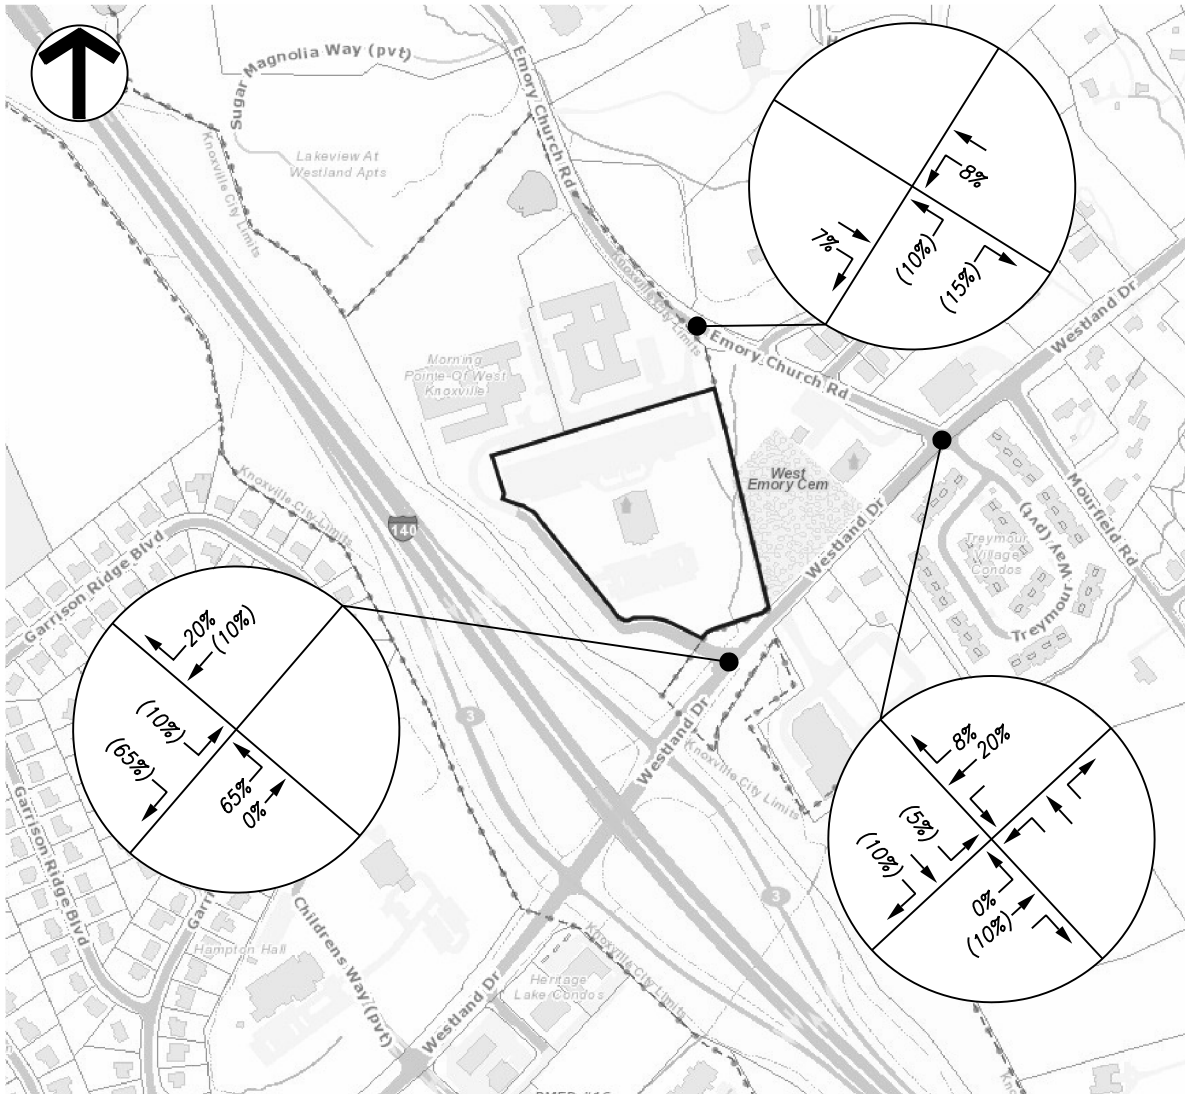 Sugar Magnolia Way (pvt)
Emory Church Rd
Knoxville City Limits
Lakeview At
Westland Apts
8%
7%
(10%)
(15%)
Knoxville City Limits
Westland Dr
Morning
Pointe-Of West
Knoxville
Emory Church Rd
West
Emory Cem
Knoxville City Limits
140
Mourfield Rd
Westland Dr
Treymour
Village
Condos
Treymour Way (pvt)
Garrison Ridge Blvd
20%
(10%)
(10%)
(65%)
65%
0%
3
Westland Dr
Knoxville City Limits
8%
20%
(5%)
(10%)
0%
(10%)
Garrison Ridge Blvd
Garri
Childrens Way (pvt)
3
Hampton Hall
Knoxville City Limits
Westland Dr
Heritage
Lake Condos